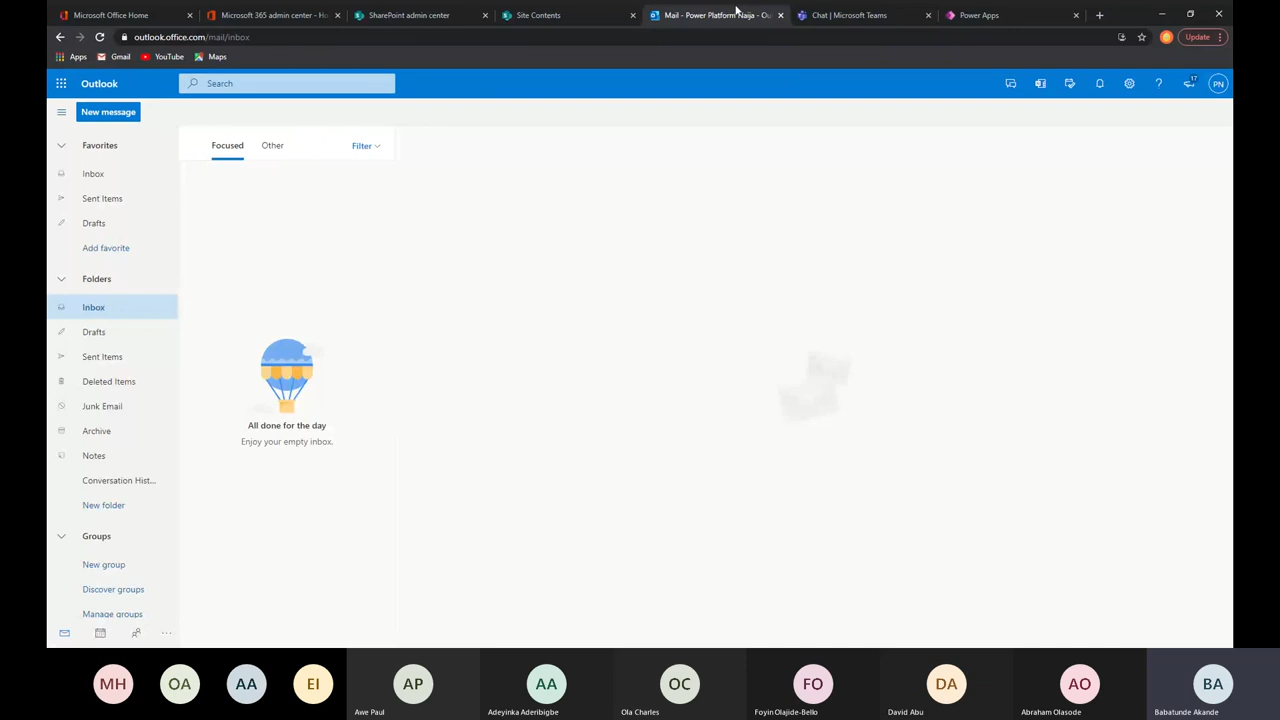 Microsoft Office Home
Microsoft 365 admin center - Ho
SharePoint admin center
Site Contents
Mail - Power Platform Naija - Ou
Chat | Microsoft Teams
Power Apps
outlook.office.com/mail/inbox
Update
Apps
Gmail
YouTube
Maps
Outlook
Search
17
PN
New message
Favorites
Focused
Other
Filter
Inbox
Sent Items
Drafts
Add favorite
Folders
Inbox
Drafts
Sent Items
Deleted Items
Junk Email
Archive
Notes
Conversation Hist...
New folder
All done for the day
Enjoy your empty inbox.
Groups
New group
Discover groups
Manage groups
MH
OA
AA
EI
AP
AA
OC
FO
DA
AO
BA
Awe Paul
Adeyinka Aderibigbe
Ola Charles
Foyin Olajide-Bello
David Abu
Abraham Olasode
Babatunde Akande